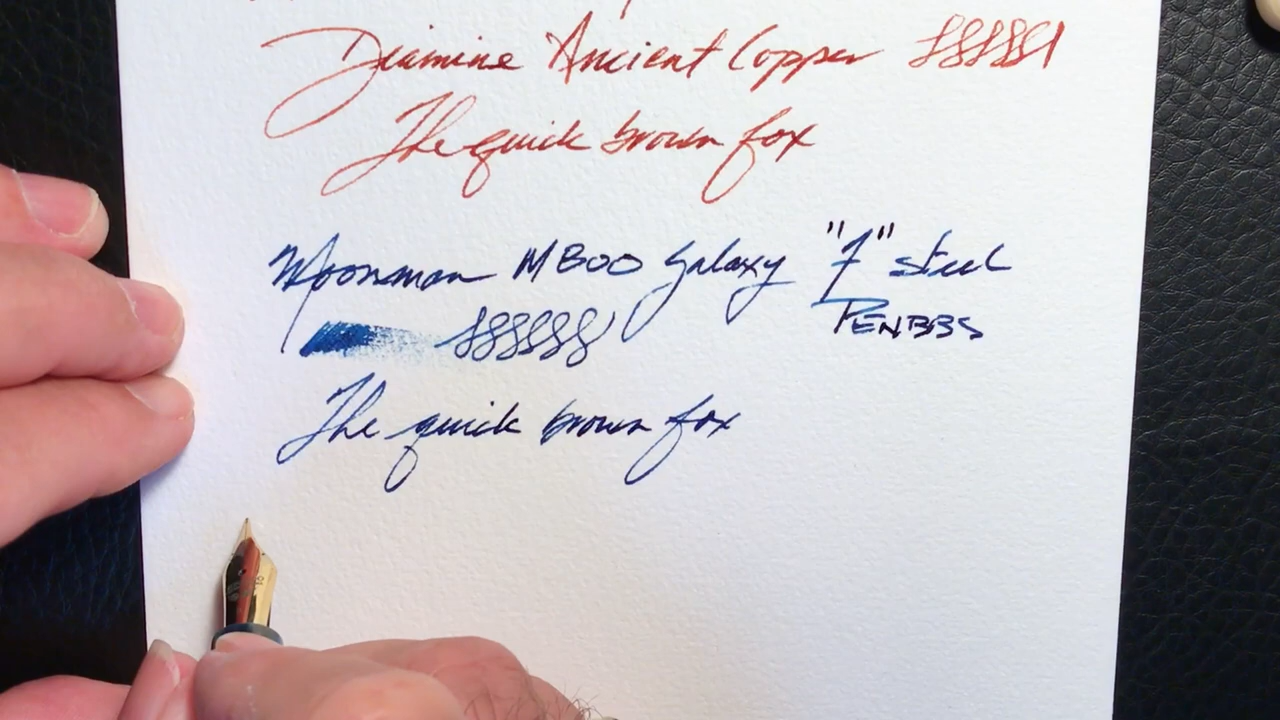 Diamine Ancient Copper
The quick brown fox
Moonman M800 Galaxy "f" steel
PENBBS
The quick brown fox